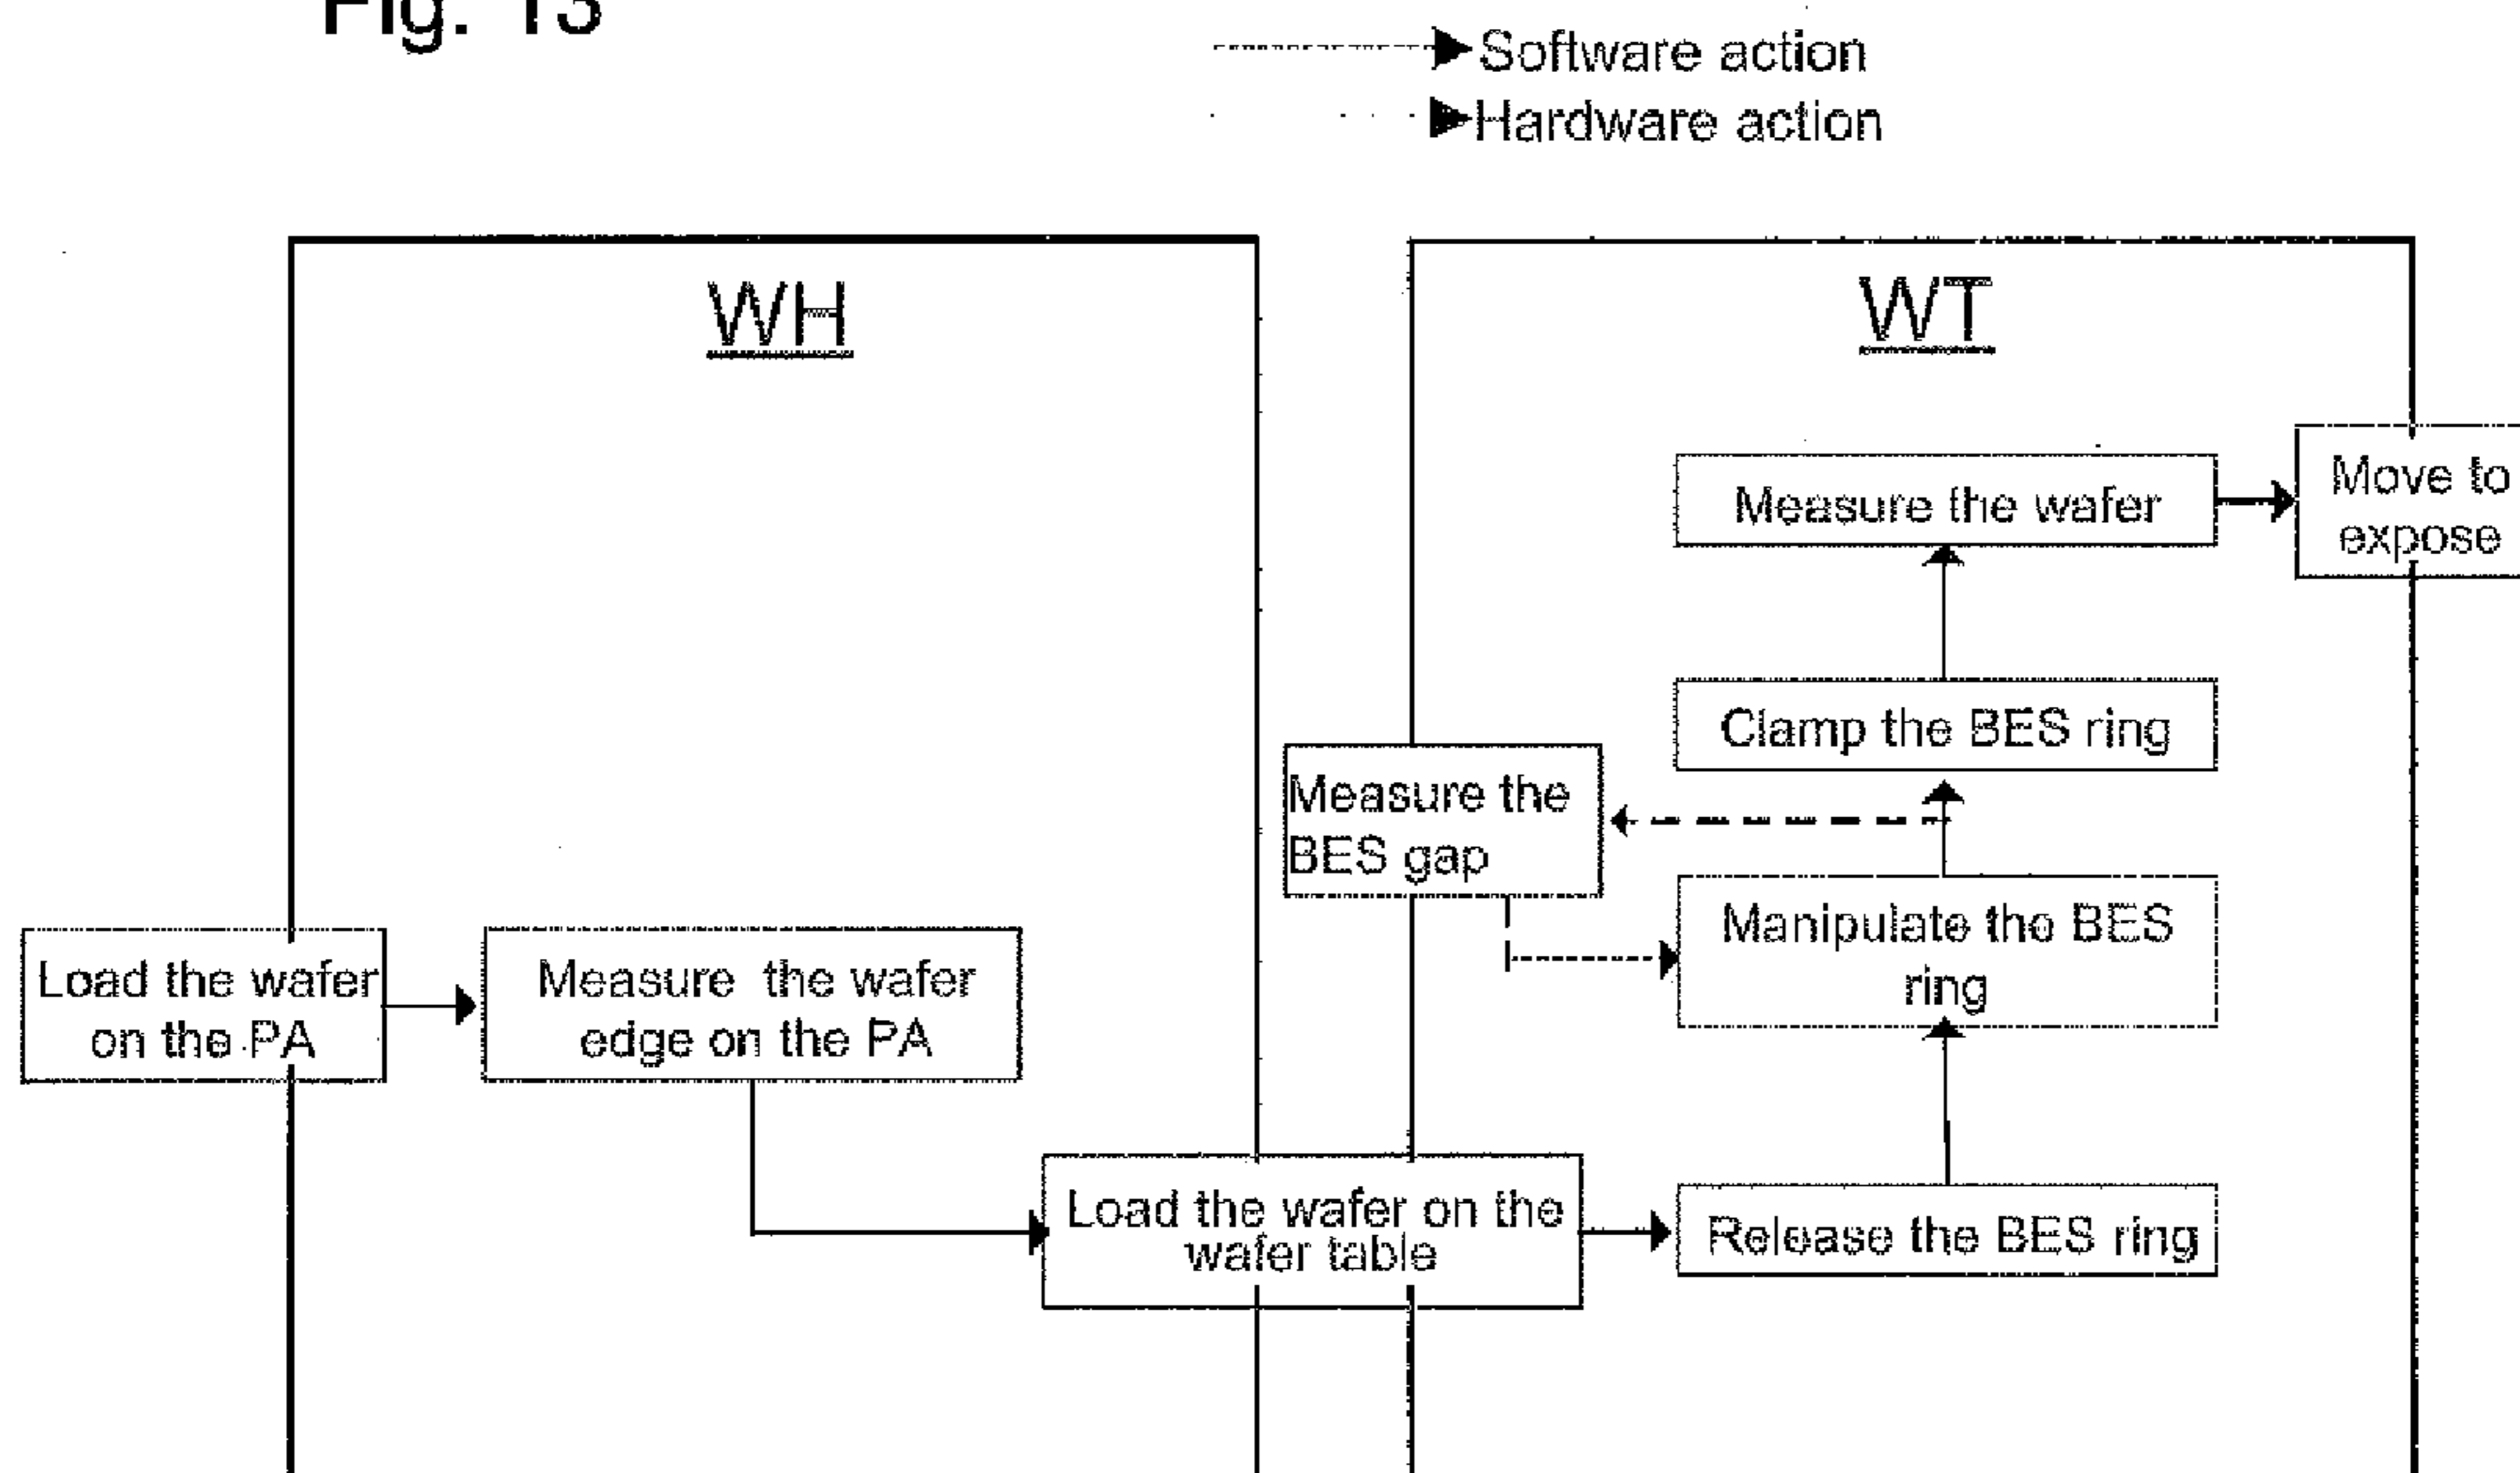 Fig. 13
Software action
Hardware action
WH
WT
Measure the wafer
Move to
expose
Clamp the BES ring
Measure the
BES gap
Manipulate the BES
ring
Load the wafer
on the PA
Measure the wafer
edge on the PA
Load the wafer on the
wafer table
Release the BES ring